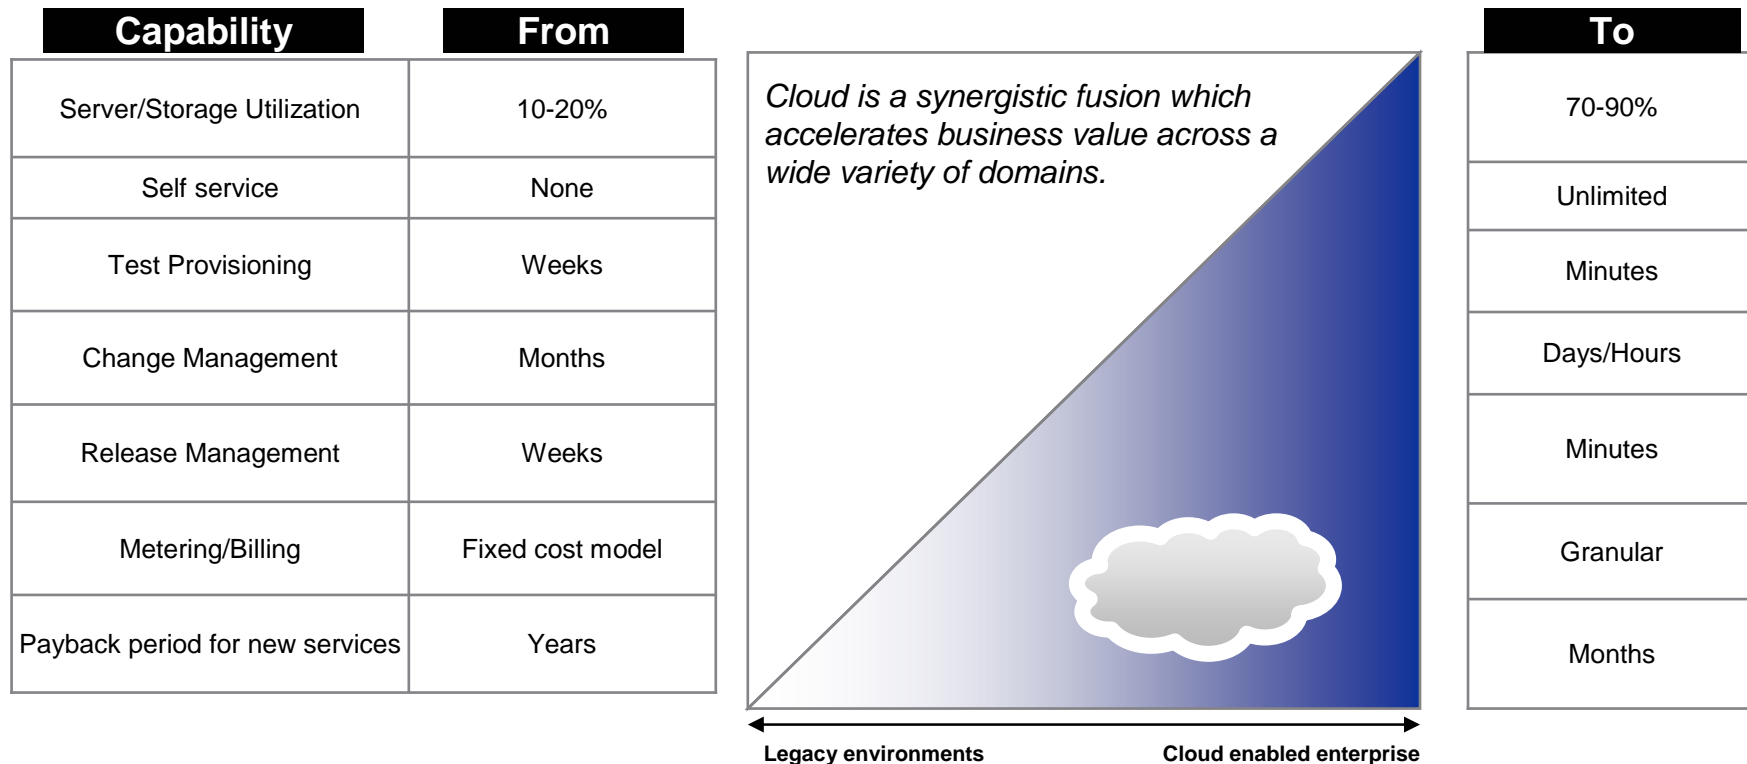 Capability
From
To
Server/Storage Utilization
10-20%
Cloud is a synergistic fusion which
accelerates business value across a
wide variety of domains.
70-90%
Self service
None
Unlimited
Test Provisioning
Weeks
Minutes
Change Management
Months
Days/Hours
Release Management
Weeks
Minutes
Metering/Billing
Fixed cost model
Granular
Payback period for new services
Years
Months
Legacy environments
Cloud enabled enterprise